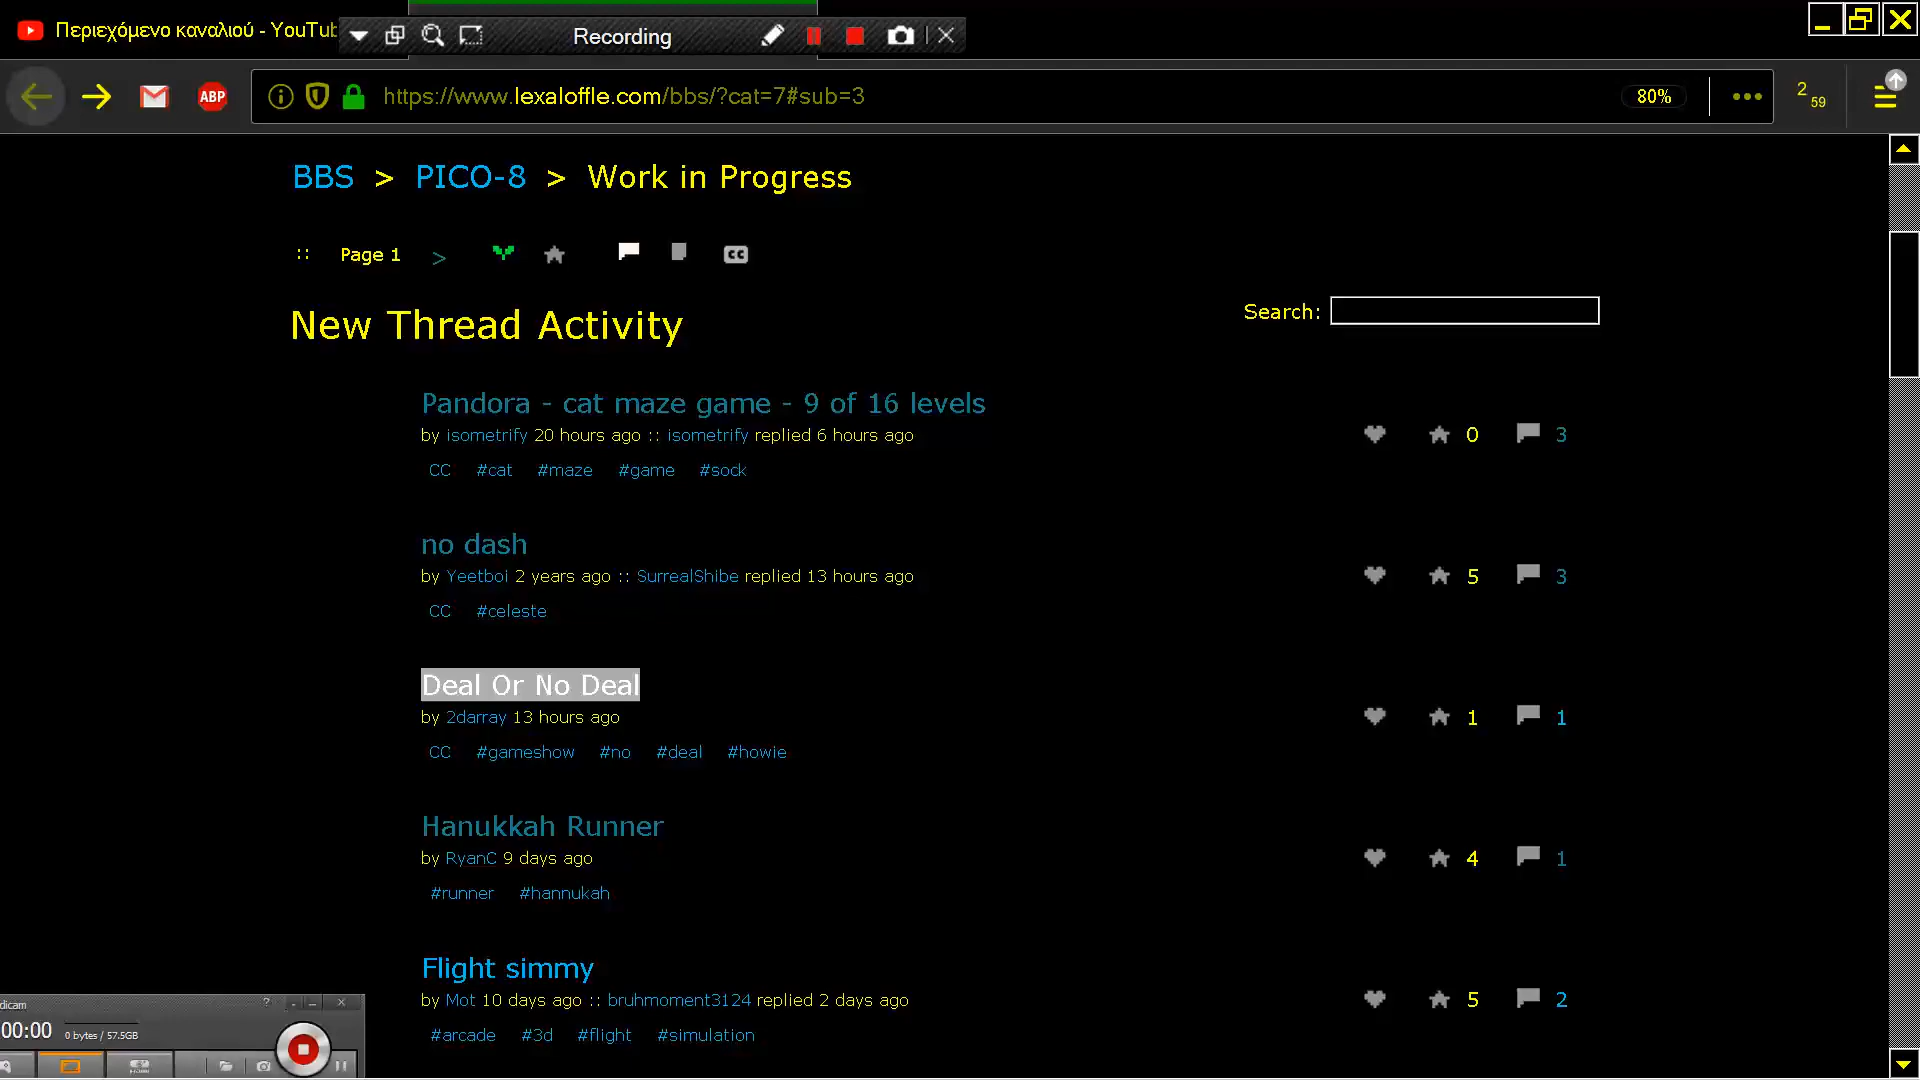 Περιεχόμενο καναλιού - YouTub
Recording
ABP
https://www.lexaloffle.com/bbs/?cat=7#sub=3
80%
2
59
BBS > PICO-8 > Work in Progress
:: Page 1 >
CC
New Thread Activity
Search:
Pandora - cat maze game - 9 of 16 levels
by isometrify 20 hours ago :: isometrify replied 6 hours ago
0 3
CC #cat #maze #game #sock
no dash
by Yeetboi 2 years ago :: SurrealShibe replied 13 hours ago
5 3
CC #celeste
Deal Or No Deal
by 2darray 13 hours ago
1 1
CC #gameshow #no #deal #howie
Hanukkah Runner
by RyanC 9 days ago
4 1
#runner #hannukah
Flight simmy
by Mot 10 days ago :: bruhmoment3124 replied 2 days ago
5 2
#arcade #3d #flight #simulation
dicam
00:00
0 bytes / 57.5GB